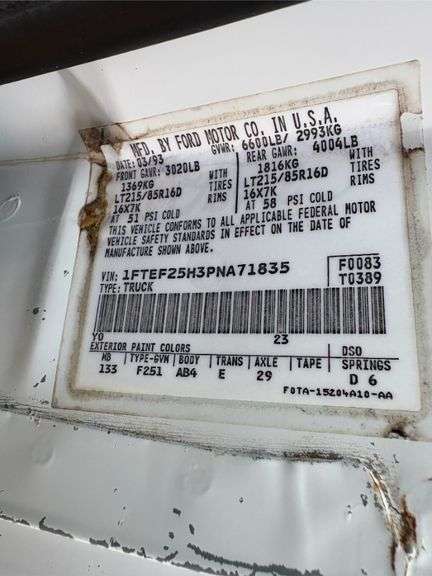 MFD. BY FORD MOTOR CO. IN U.S.A.
DATE: 03/93 GVWR: 6600LB/ 2993KG
FRONT GAWR: 3020LB REAR GAWR: 4004LB
1369KG WITH 1816KG WITH
LT215/85R16D TIRES LT215/85R16D TIRES
16X7K RIMS 16X7K RIMS
AT 51 PSI COLD AT 58 PSI COLD
THIS VEHICLE CONFORMS TO ALL APPLICABLE FEDERAL MOTOR
VEHICLE SAFETY STANDARDS IN EFFECT ON THE DATE OF
MANUFACTURE SHOWN ABOVE.
VIN: 1FTEF25H3PNA71835 F0083
TYPE: TRUCK T0389
YO 23
EXTERIOR PAINT COLORS DSO
WB TYPE-GVM BODY TRANS AXLE TAPE SPRINGS
133 F251 AB4 E 29 D 6
F0TA-15204A10-AA